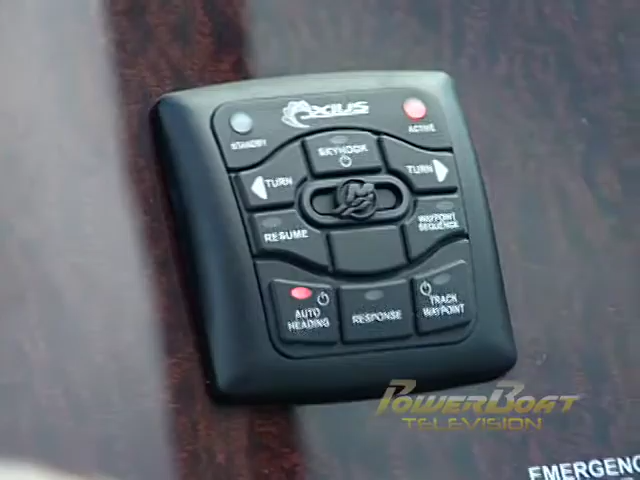 AXIUS
STANDBY
ACTIVE
SKYHOOK
TURN
TURN
RESUME
WAYPOINT
SEQUENCE
AUTO
HEADING
RESPONSE
TRACK
WAYPOINT
POWERBOAT
TELEVISION
EMERGENC